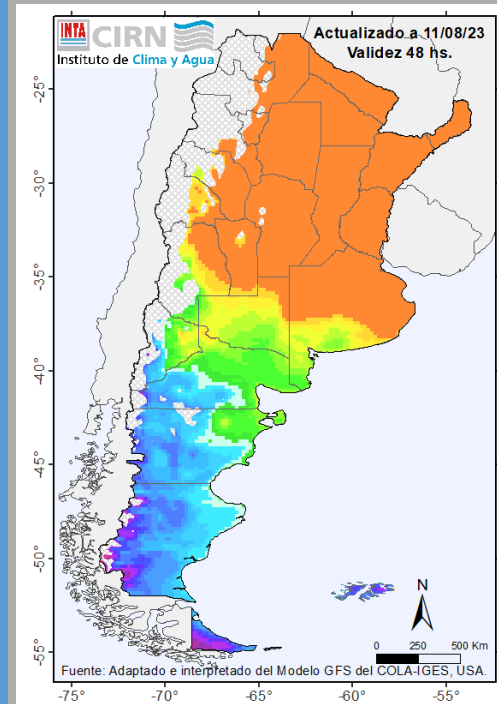 INTA CIRN
Instituto de Clima y Agua
Actualizado a 11/08/23
Validez 48 hs.
-25°
-30°
-35°
-40°
-45°
-50°
-55°
N
0 250 500 Km
Fuente: Adaptado e interpretado del Modelo GFS del COLA-IGES, USA.
-75° -70° -65° -60° -55°